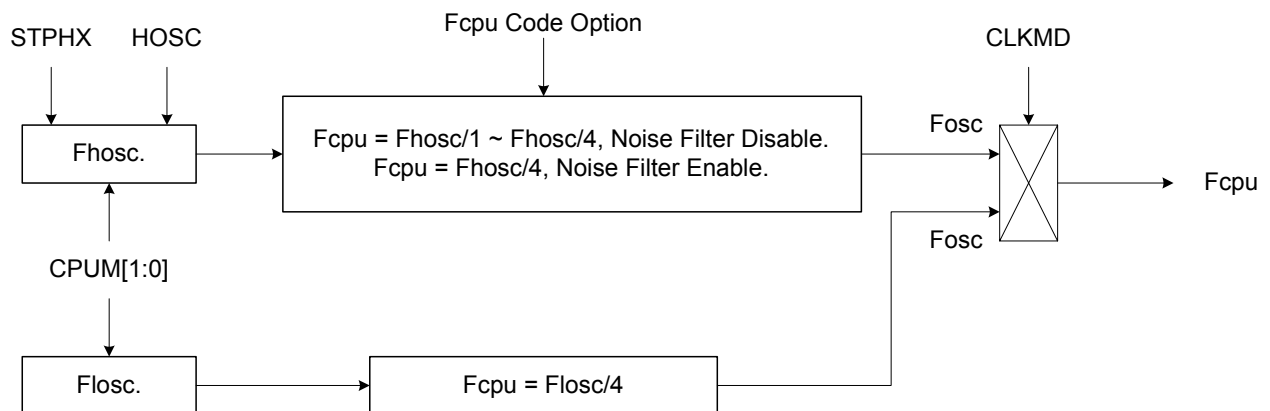 Fcpu Code Option
STPHX
HOSC
CLKMD
Fhosc.
Fcpu = Fhosc/1 ~ Fhosc/4, Noise Filter Disable.
Fcpu = Fhosc/4, Noise Filter Enable.
Fosc
Fcpu
Fosc
CPUM[1:0]
Flosc.
Fcpu = Flosc/4